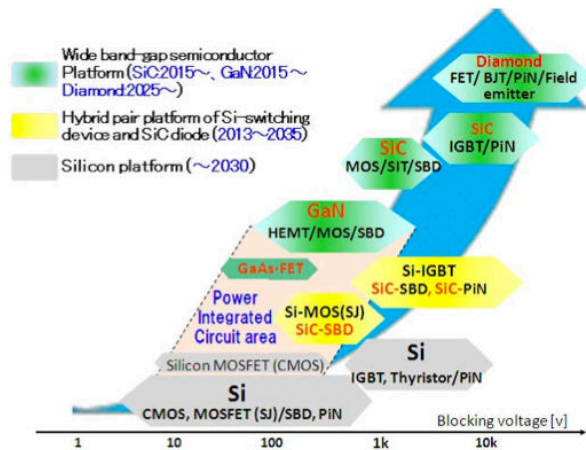 Wide band-gap semiconductor
Platform (SiC:2015～、GaN:2015～
Diamond:2025～)
Hybrid pair platform of Si-switching
device and SiC diode (2013～2035)
Silicon platform (～2030)
Diamond
FET/ BJT/PiN/Field
emitter
SiC
IGBT/PiN
SiC
MOS/SIT/SBD
GaN
HEMT/MOS/SBD
GaAs-FET
Si-IGBT
SiC-SBD, SiC-PiN
Power
Integrated
Circuit area
Si-MOS(SJ)
SiC-SBD
Silicon MOSFET (CMOS)
Si
IGBT, Thyristor/PiN
Si
CMOS, MOSFET (SJ)/SBD, PiN
Blocking voltage [v]
1 10 100 1k 10k